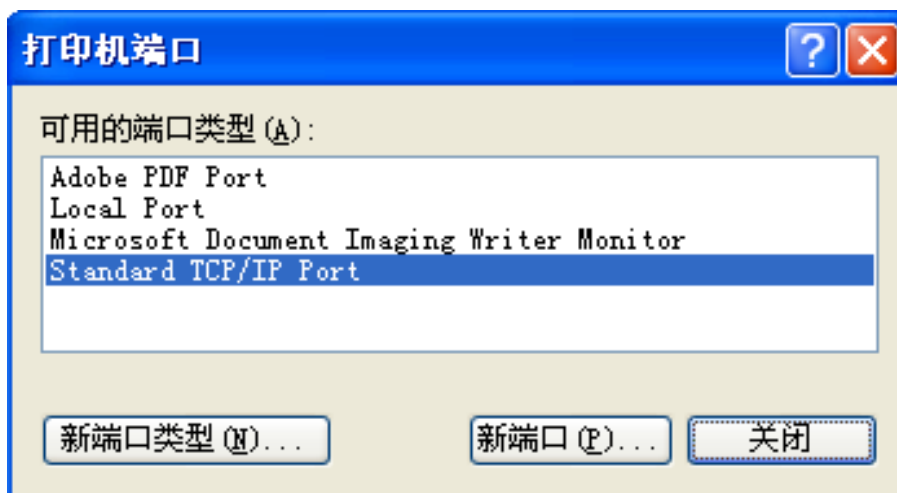 打印机端口
可用的端口类型(A):
Adobe PDF Port
Local Port
Microsoft Document Imaging Writer Monitor
Standard TCP/IP Port
新端口类型(N)... 新端口(P)... 关闭